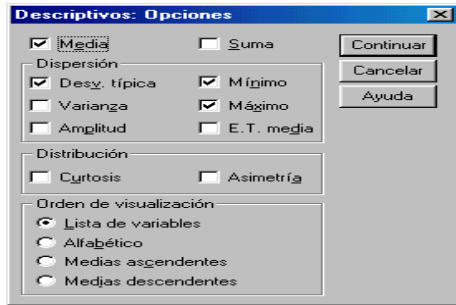 Descriptivos: Opciones
Media Suma Continuar
Dispersión Cancelar
Desv. típica Mínimo
Varianza Máximo Ayuda
Amplitud E.T. media
Distribución
Curtosis Asimetría
Orden de visualización
Lista de variables
Alfabético
Medias ascendentes
Medias descendentes